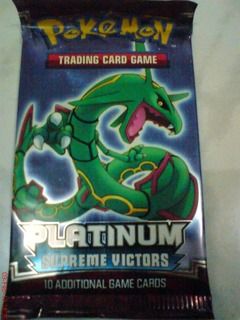 POKéMON
TRADING CARD GAME
PLATINUM
SUPREME VICTORS
10 ADDITIONAL GAME CARDS